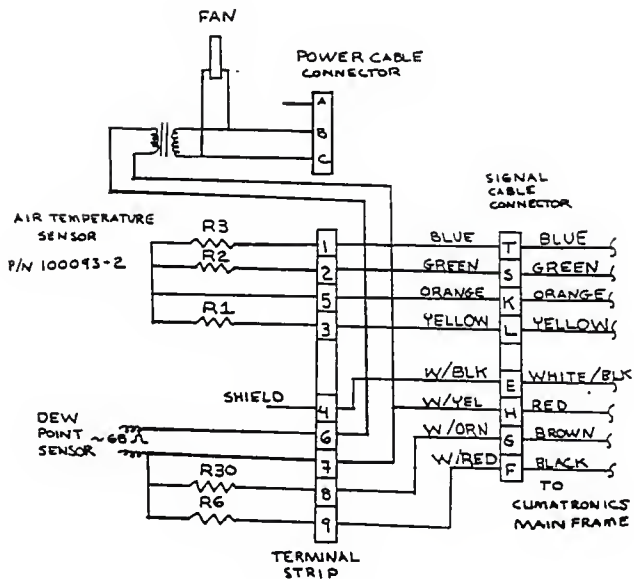 FAN
POWER CABLE
CONNECTOR
A
B
C
SIGNAL
CABLE
CONNECTOR
AIR TEMPERATURE
SENSOR
P/N 100093-2
R3
1
BLUE
T
BLUE
R2
2
GREEN
S
GREEN
5
ORANGE
K
ORANGE
R1
3
YELLOW
L
YELLOW
SHIELD
4
W/BLK
E
WHITE/BLK
DEW
POINT
SENSOR
~68 Ω
6
W/YEL
H
RED
7
W/ORN
G
BROWN
R30
8
W/RED
F
BLACK
R6
9
TO
CLIMATRONICS
MAIN FRAME
TERMINAL
STRIP